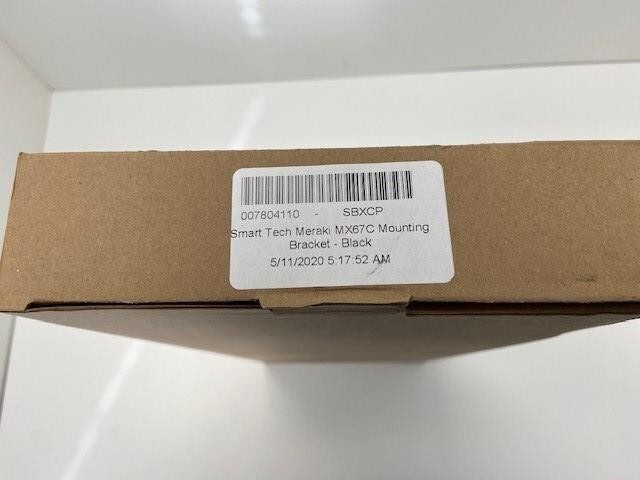 007804110 - SBXCP
Smart Tech Meraki MX67C Mounting
Bracket - Black
5/11/2020 5:17:52 AM